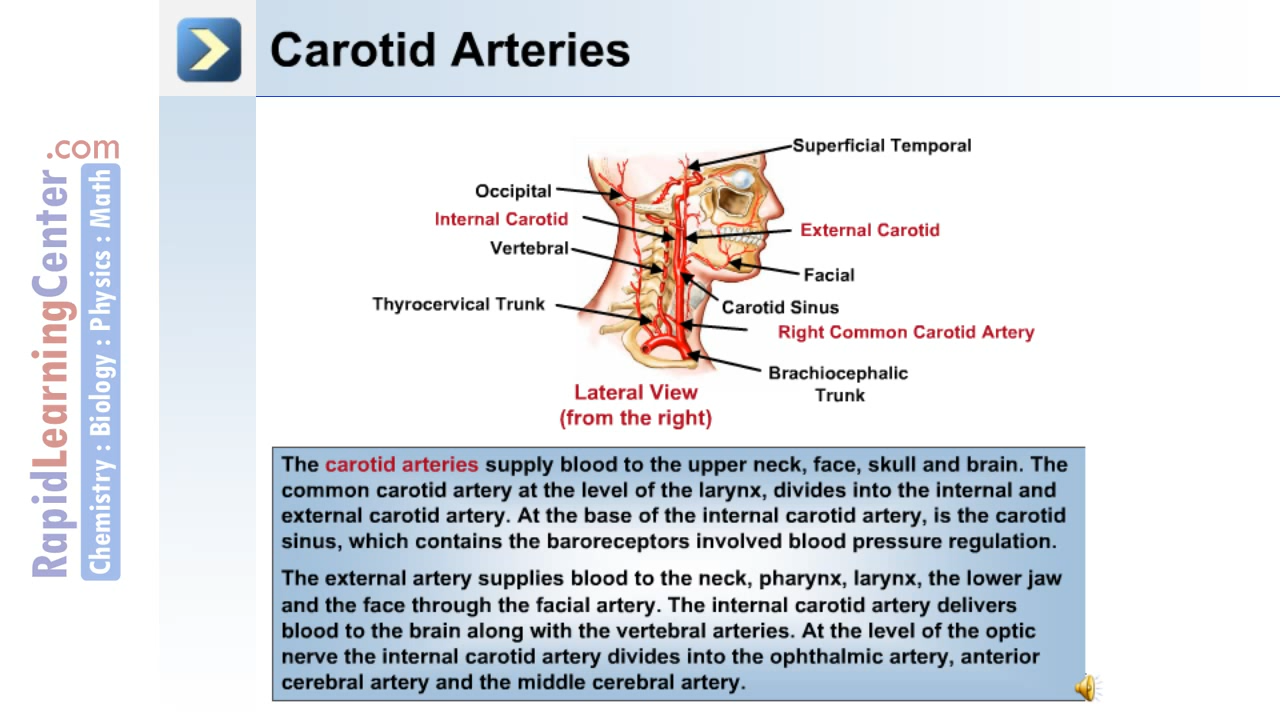 Carotid Arteries
RapidLearningCenter.com
Chemistry : Biology : Physics : Math
Superficial Temporal
Occipital
Internal Carotid
External Carotid
Vertebral
Facial
Thyrocervical Trunk
Carotid Sinus
Right Common Carotid Artery
Brachiocephalic
Trunk
Lateral View
(from the right)
The carotid arteries supply blood to the upper neck, face, skull and brain. The
common carotid artery at the level of the larynx, divides into the internal and
external carotid artery. At the base of the internal carotid artery, is the carotid
sinus, which contains the baroreceptors involved blood pressure regulation.
The external artery supplies blood to the neck, pharynx, larynx, the lower jaw
and the face through the facial artery. The internal carotid artery delivers
blood to the brain along with the vertebral arteries. At the level of the optic
nerve the internal carotid artery divides into the ophthalmic artery, anterior
cerebral artery and the middle cerebral artery.